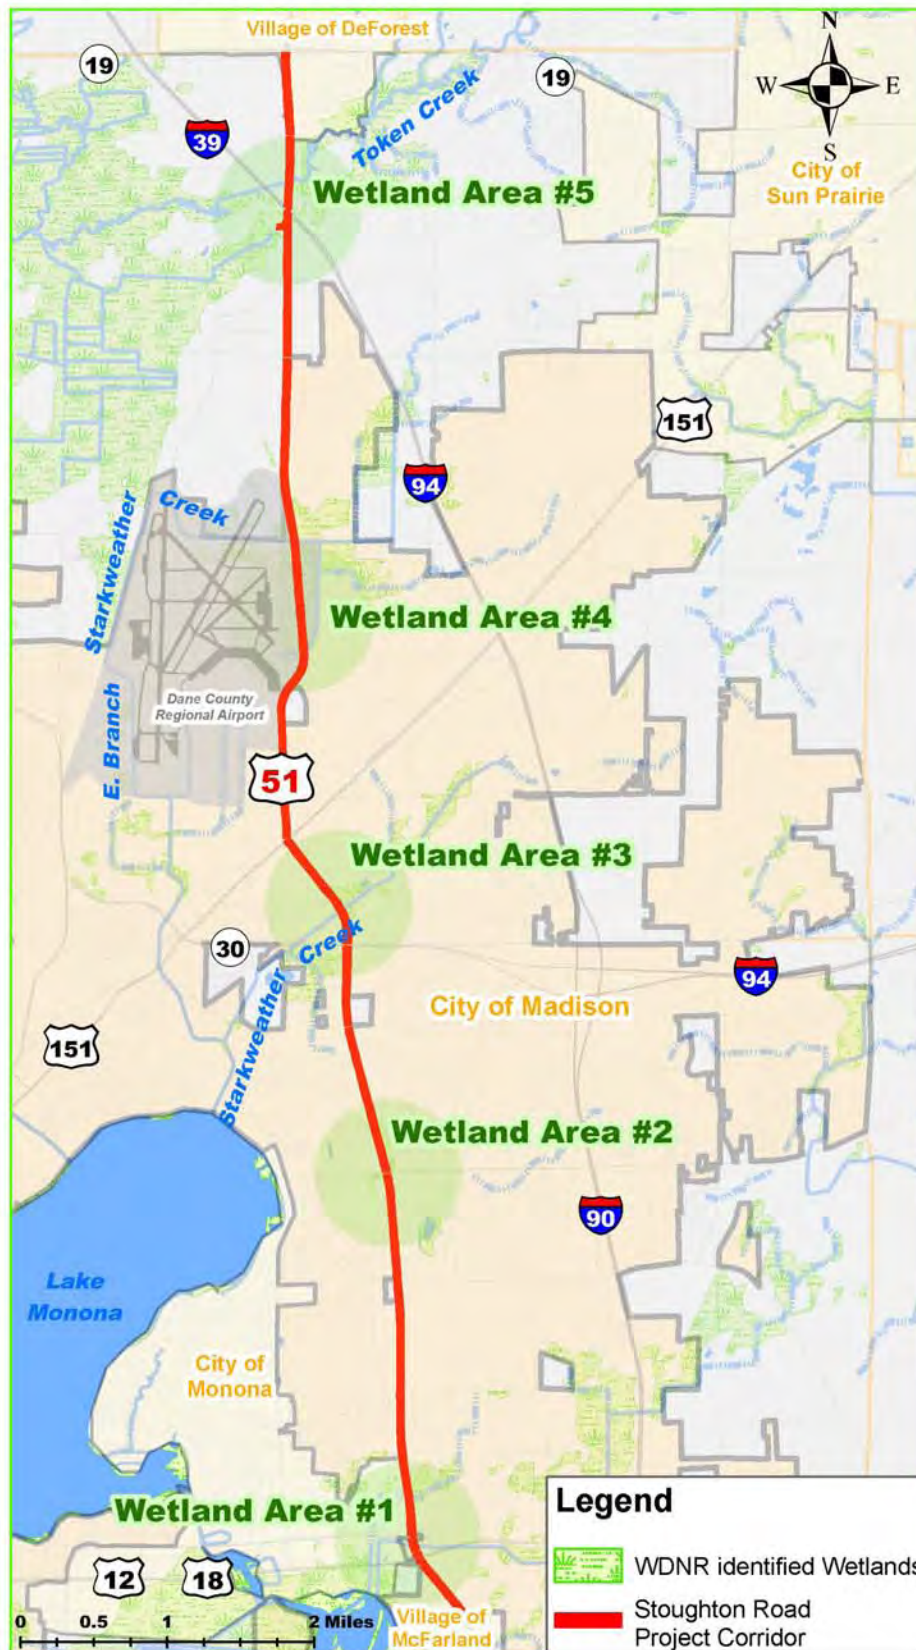 Village of DeForest
N
19
19
W
E
39
Token Creek
S
City of
Sun Prairie
Wetland Area #5
151
94
Creek
Starkweather
Wetland Area #4
E. Branch
Dane County
Regional Airport
51
Wetland Area #3
30
Creek
Starkweather
94
City of Madison
151
Wetland Area #2
90
Lake
Monona
City of
Monona
Wetland Area #1
Legend
WDNR identified Wetlands
12
18
Stoughton Road
Project Corridor
0
0.5
1
2 Miles
Village of
McFarland